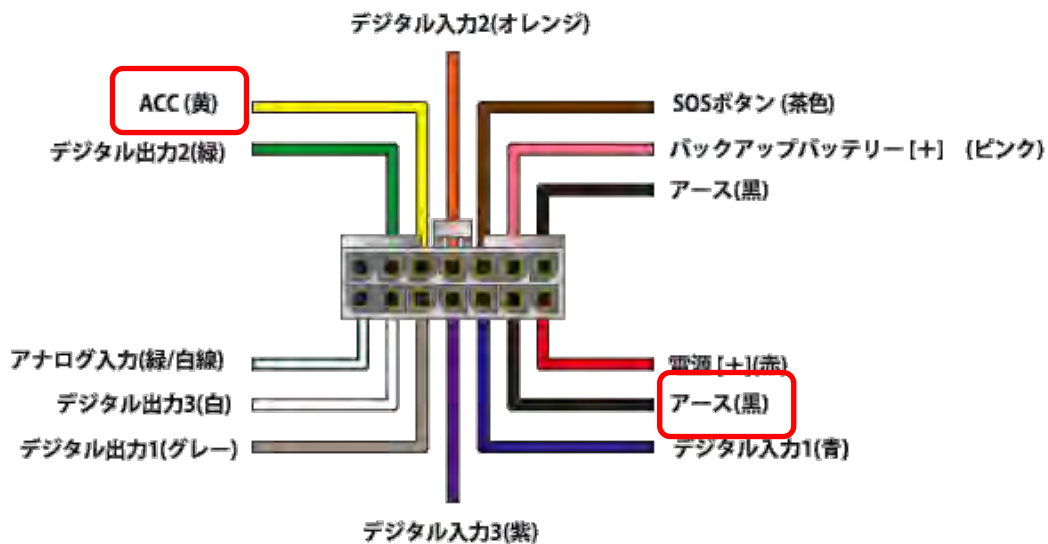 デジタル入力2(オレンジ)
ACC (黄)
SOSボタン (茶色)
デジタル出力2(緑)
バックアップバッテリー [+] (ピンク)
アース(黒)
アナログ入力(緑/白線)
電源 [+](赤)
デジタル出力3(白)
アース(黒)
デジタル出力1(グレー)
デジタル入力1(青)
デジタル入力3(紫)